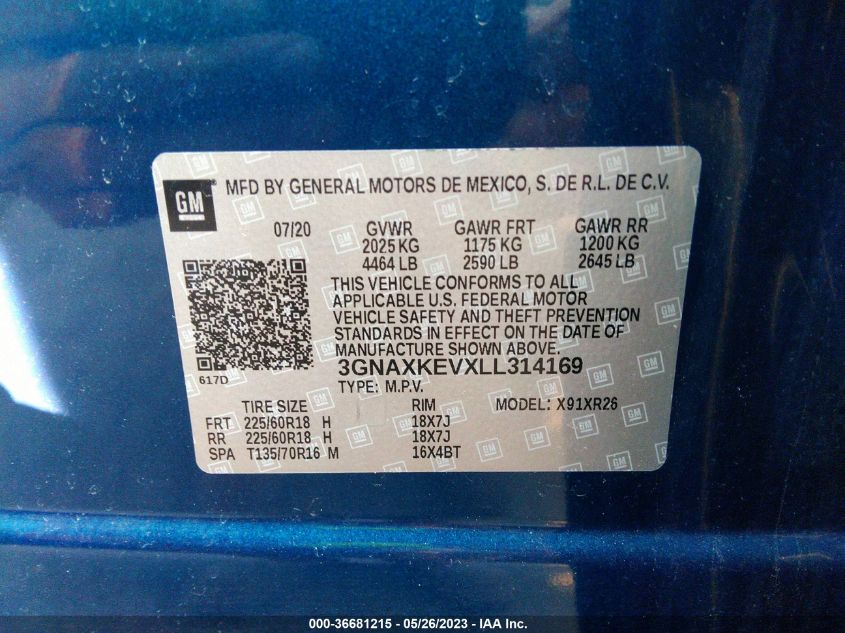 GM
MFD BY GENERAL MOTORS DE MEXICO, S. DE R.L. DE C.V.
07/20 GVWR GAWR FRT GAWR RR
2025 KG 1175 KG 1200 KG
4464 LB 2590 LB 2645 LB
THIS VEHICLE CONFORMS TO ALL
APPLICABLE U.S. FEDERAL MOTOR
VEHICLE SAFETY AND THEFT PREVENTION
STANDARDS IN EFFECT ON THE DATE OF
MANUFACTURE SHOWN ABOVE.
617D 3GNAXKEVXLL314169
TYPE: M.P.V.
TIRE SIZE RIM MODEL: X91XR26
FRT 225/60R18 H 18X7J
RR 225/60R18 H 18X7J
SPA T135/70R16 M 16X4BT
000-36681215 - 05/26/2023 - IAA Inc.